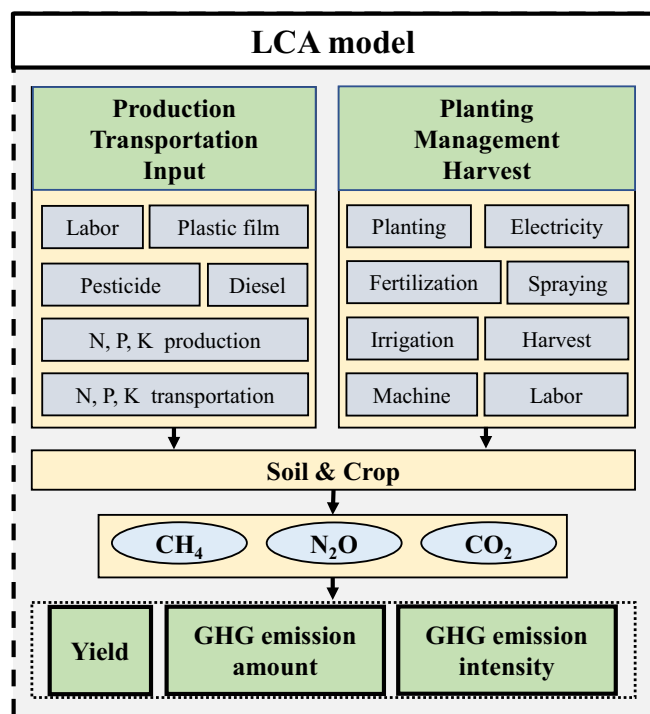 LCA model
Production
Transportation
Input
Labor
Plastic film
Pesticide
Diesel
N, P, K production
N, P, K transportation
Planting
Management
Harvest
Planting
Electricity
Fertilization
Spraying
Irrigation
Harvest
Machine
Labor
Soil & Crop
CH₄
N₂O
CO₂
Yield
GHG emission
amount
GHG emission
intensity